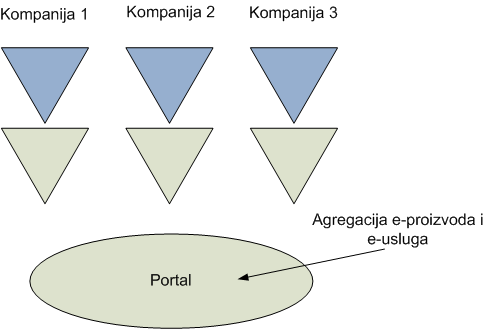 Kompanija 1
Kompanija 2
Kompanija 3
Agregacija e-proizvoda i
e-usluga
Portal